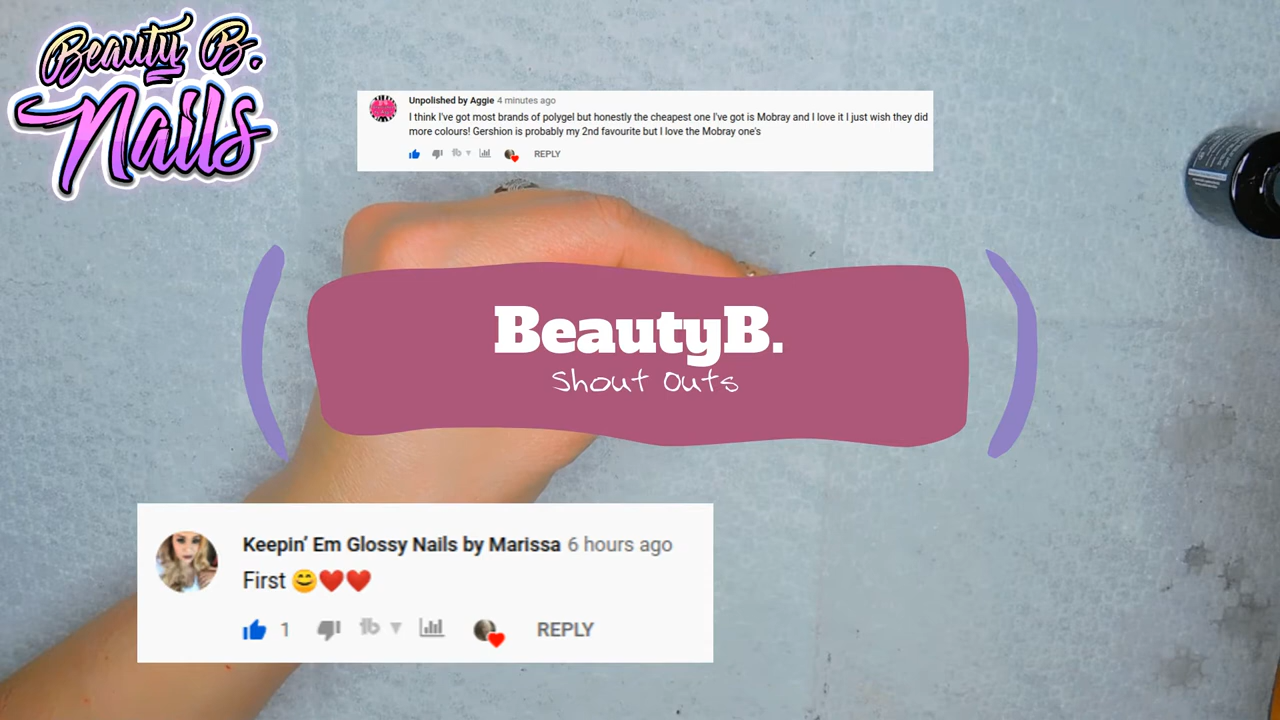 Beauty B.
Nails
Unpolished by Aggie 4 minutes ago
I think I've got most brands of polygel but honestly the cheapest one I've got is Mobray and I love it I just wish they did
more colours! Gershion is probably my 2nd favourite but I love the Mobray one's
REPLY
BeautyB.
Shout Outs
Keepin' Em Glossy Nails by Marissa 6 hours ago
First 😊❤️❤️
1 REPLY